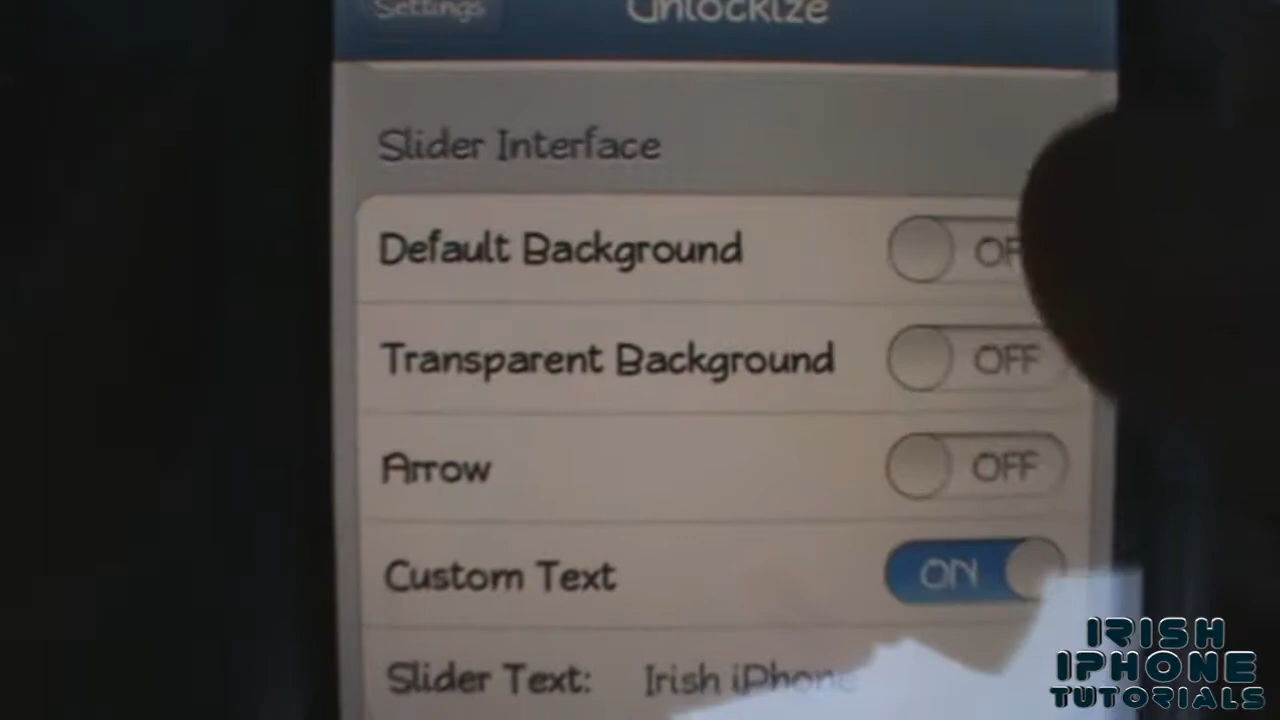 Settings
Unlockize
Slider Interface
Default Background
Transparent Background
OFF
Arrow
OFF
Custom Text
ON
Slider Text: Irish iPhone
IRISH
IPHONE
TUTORIALS